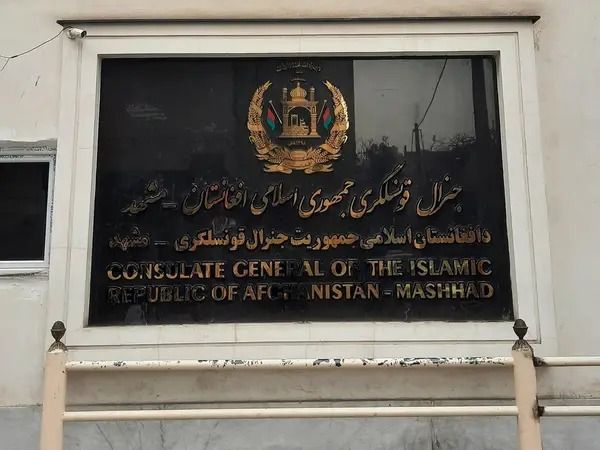 جنرال قونسلگری جمهوری اسلامی افغانستان - مشهد
دافغانستان اسلامی جمهوریت جنرال قونسلگری - مشهد
CONSULATE GENERAL OF THE ISLAMIC
REPUBLIC OF AFGHANISTAN - MASHHAD